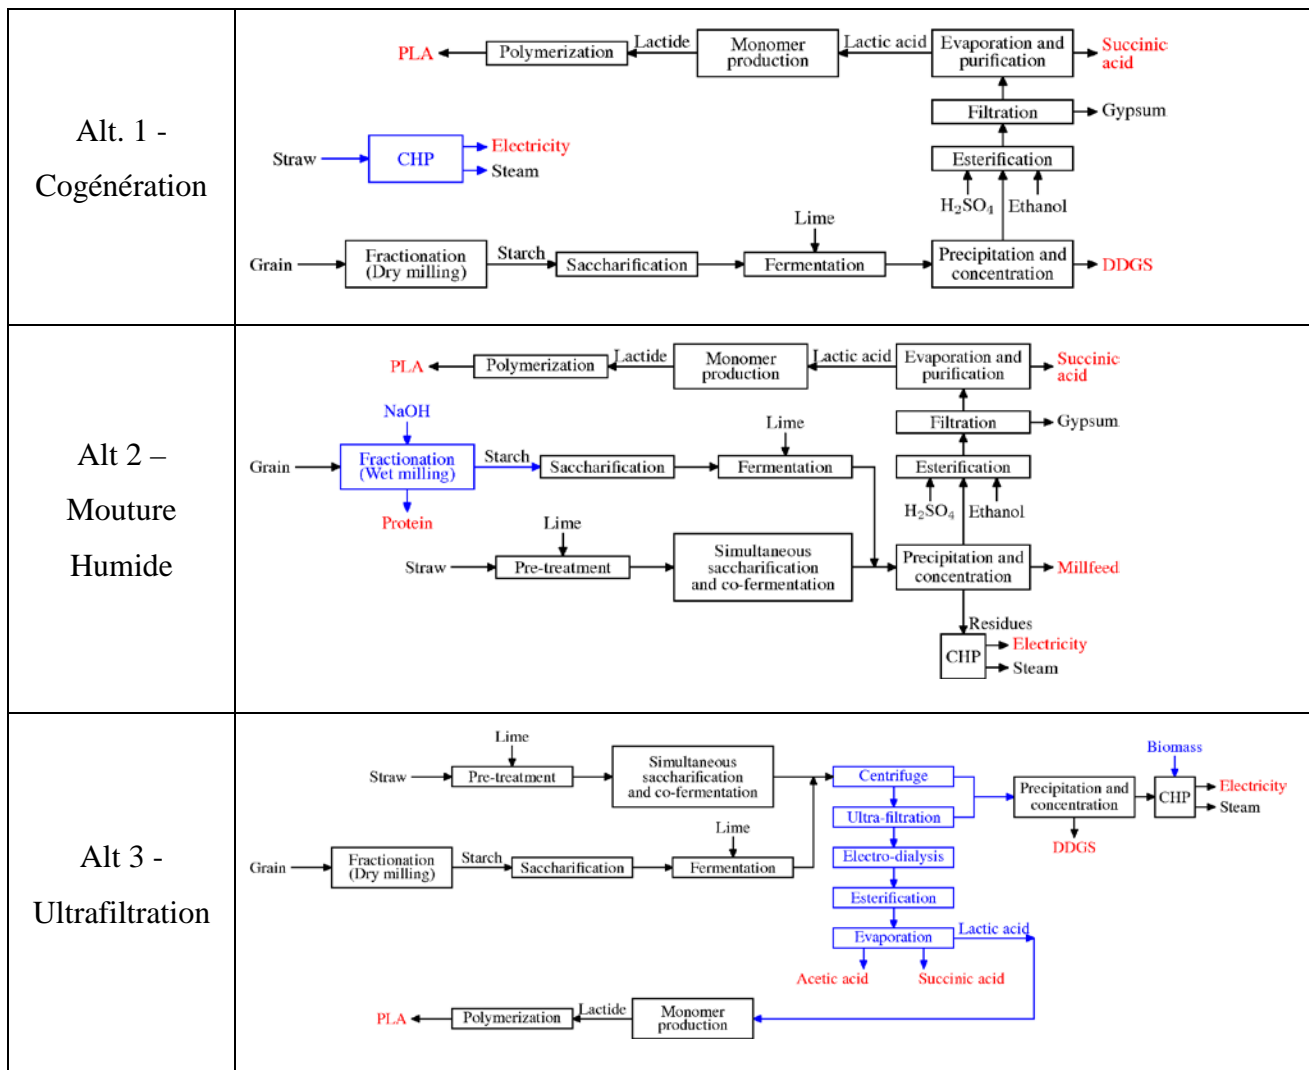 Alt. 1 -
Cogénération
PLA
Polymerization
Lactide
Monomer
production
Lactic acid
Evaporation and
purification
Succinic
acid
Filtration
Gypsum
Straw
CHP
Electricity
Steam
Esterification
H₂SO₄
Ethanol
Lime
Grain
Fractionation
(Dry milling)
Starch
Saccharification
Fermentation
Precipitation and
concentration
DDGS
Alt 2 –
Mouture
Humide
PLA
Polymerization
Lactide
Monomer
production
Lactic acid
Evaporation and
purification
Succinic
acid
NaOH
Lime
Filtration
Gypsum
Grain
Fractionation
(Wet milling)
Starch
Saccharification
Fermentation
Esterification
H₂SO₄
Ethanol
Protein
Lime
Straw
Pre-treatment
Simultaneous
saccharification
and co-fermentation
Precipitation and
concentration
Millfeed
Residues
CHP
Electricity
Steam
Alt 3 -
Ultrafiltration
Lime
Straw
Pre-treatment
Simultaneous
saccharification
and co-fermentation
Centrifuge
Biomass
Precipitation and
concentration
CHP
Electricity
Steam
Ultra-filtration
DDGS
Lime
Grain
Fractionation
(Dry milling)
Starch
Saccharification
Fermentation
Electro-dialysis
Esterification
Evaporation
Lactic acid
Acetic acid
Succinic acid
PLA
Polymerization
Lactide
Monomer
production